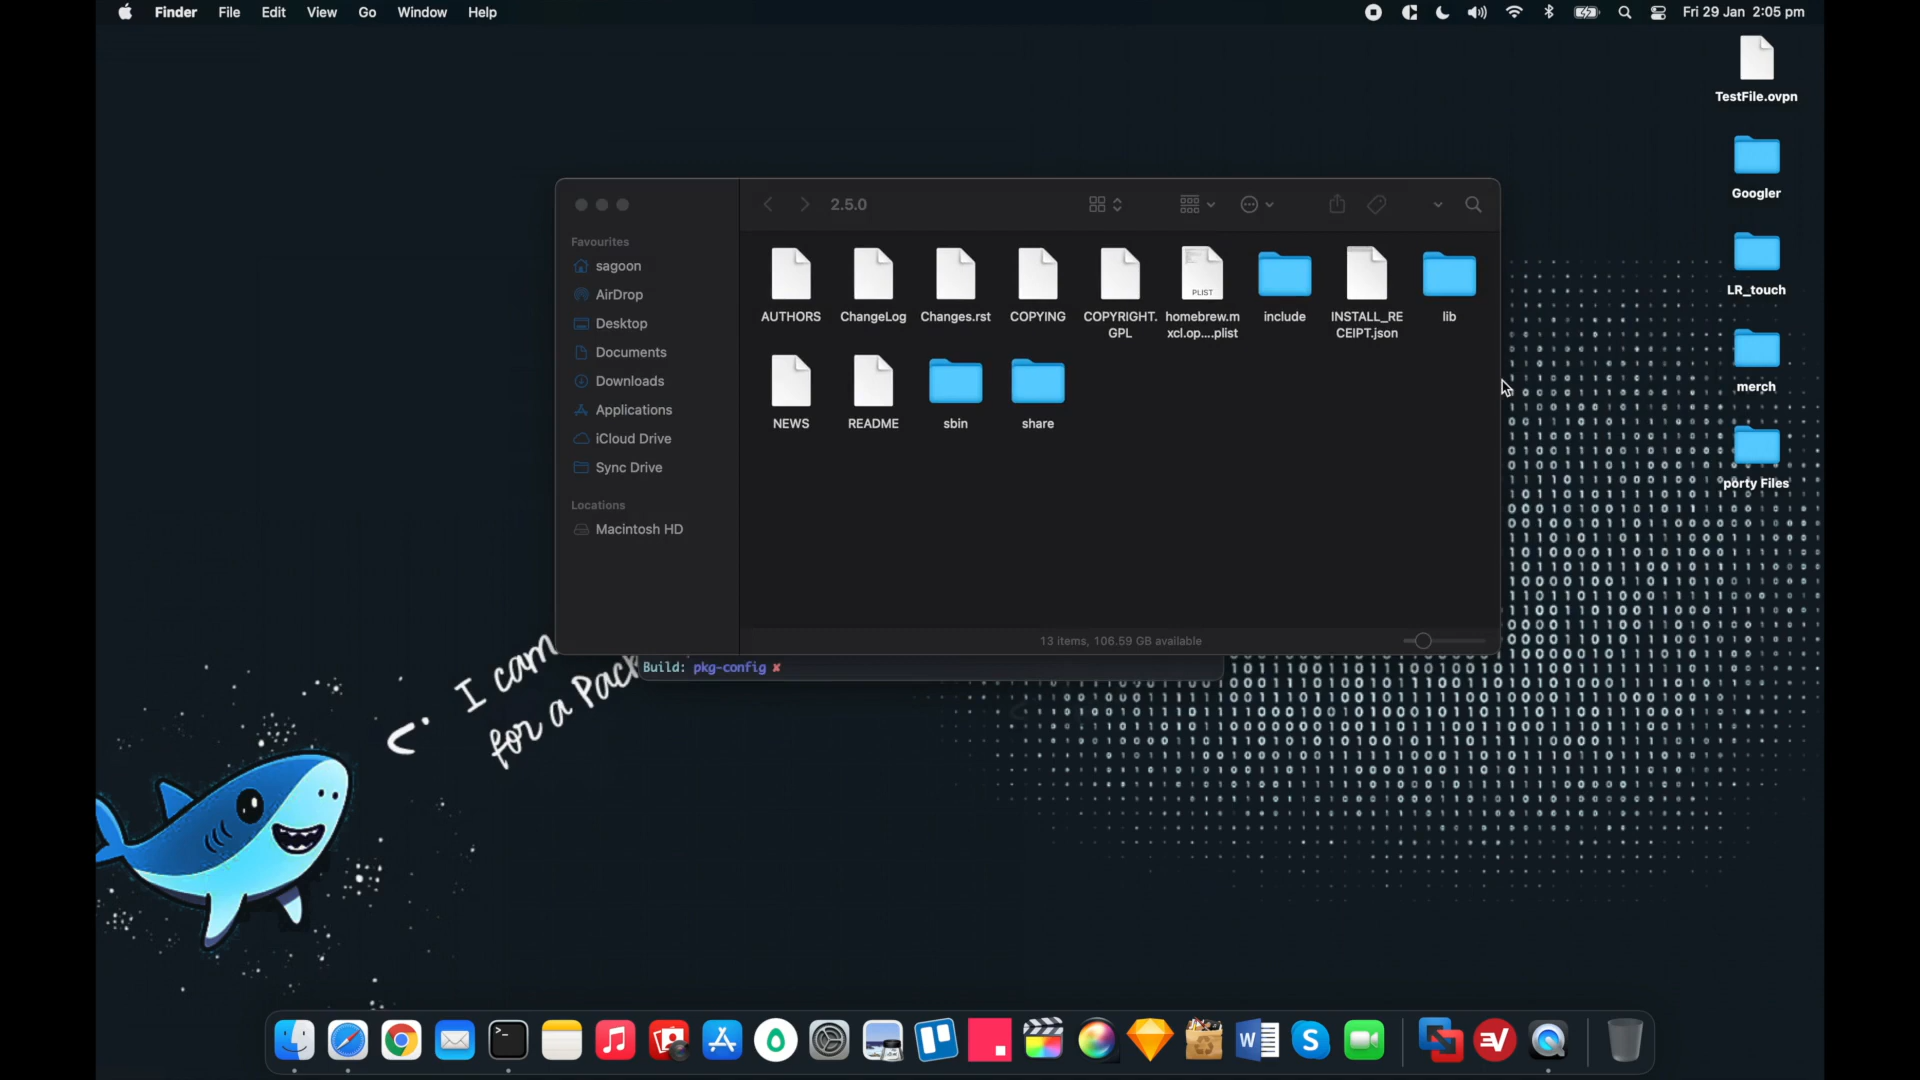 Finder File Edit View Go Window Help
Fri 29 Jan 2:05 pm
TestFile.ovpn
Googler
LR_touch
merch
porty Files
2.5.0
Favourites
sagoon
AirDrop
Desktop
Documents
Downloads
Applications
iCloud Drive
Sync Drive
Locations
Macintosh HD
AUTHORS ChangeLog Changes.rst COPYING COPYRIGHT. homebrew.m include INSTALL_RE lib
GPL xcl.op....plist CEIPT.json
PLIST
NEWS README sbin share
13 items, 106.59 GB available
Build: pkg-config ✘
<· I cam
for a Pack